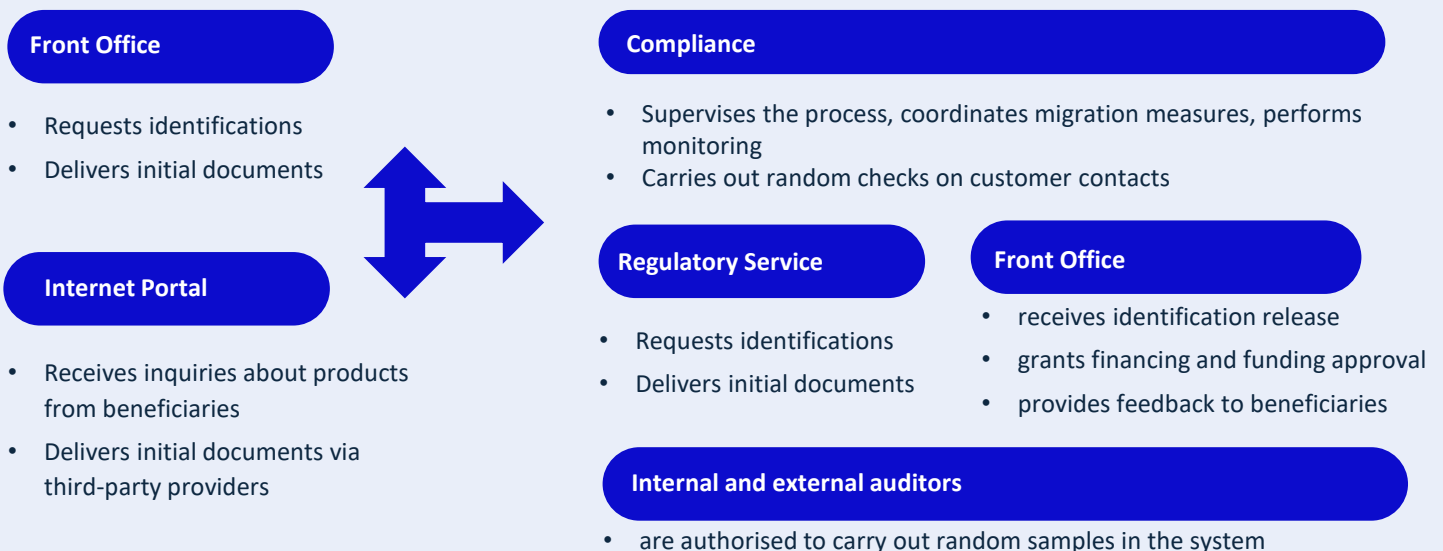 Front Office
• Requests identifications
• Delivers initial documents
Internet Portal
• Receives inquiries about products
from beneficiaries
• Delivers initial documents via
third-party providers
Compliance
• Supervises the process, coordinates migration measures, performs
monitoring
• Carries out random checks on customer contacts
Regulatory Service
• Requests identifications
• Delivers initial documents
Front Office
• receives identification release
• grants financing and funding approval
• provides feedback to beneficiaries
Internal and external auditors
• are authorised to carry out random samples in the system